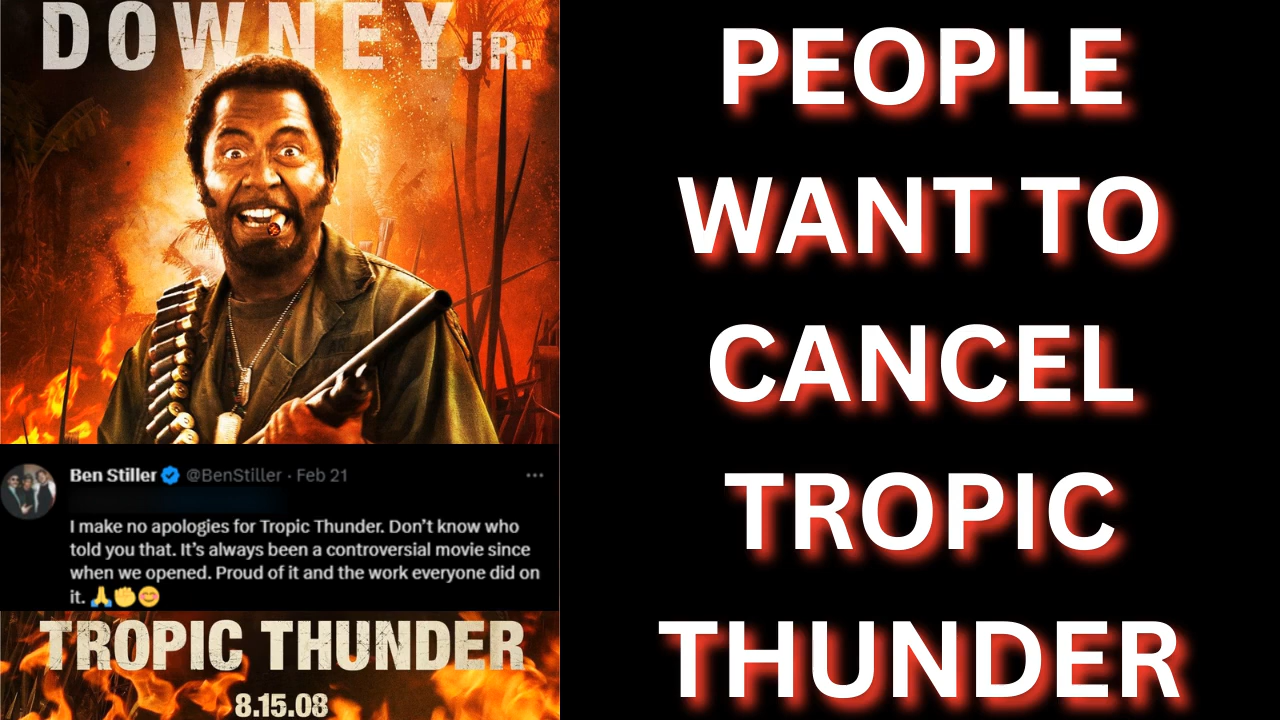 DOWNEY JR.
Ben Stiller @BenStiller · Feb 21
I make no apologies for Tropic Thunder. Don't know who
told you that. It's always been a controversial movie since
when we opened. Proud of it and the work everyone did on
it. 🙏✊😊
TROPIC THUNDER
8.15.08
PEOPLE
WANT TO
CANCEL
TROPIC
THUNDER